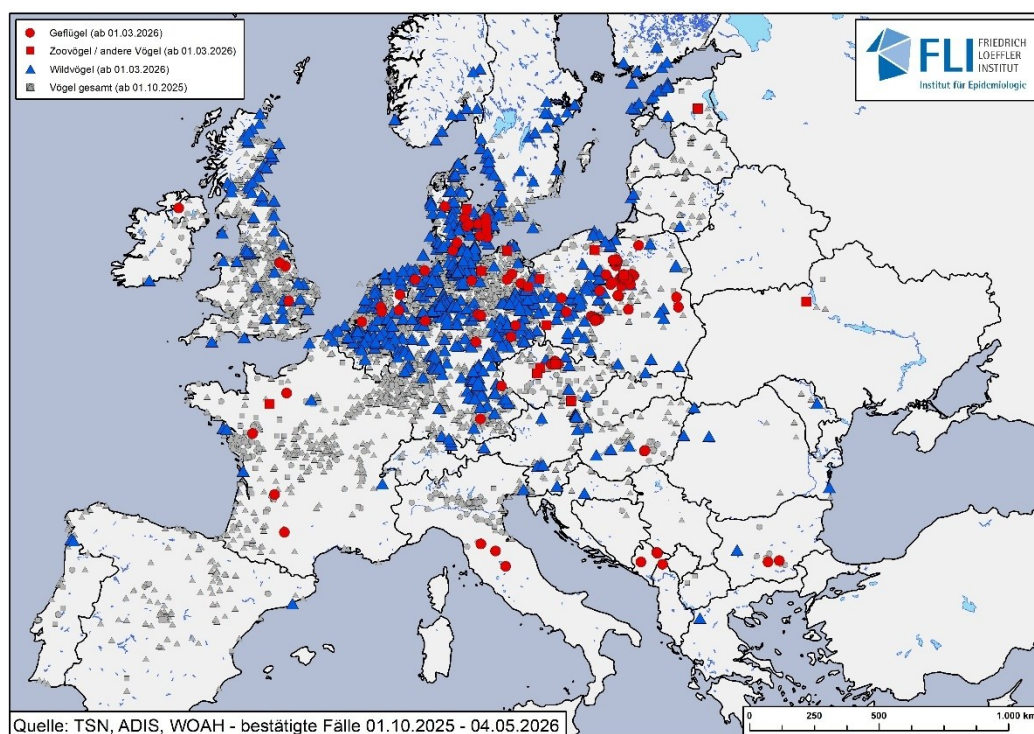 Geflügel (ab 01.03.2026)
Zoovögel / andere Vögel (ab 01.03.2026)
Wildvögel (ab 01.03.2026)
Vögel gesamt (ab 01.10.2025)
FLI
FRIEDRICH
LOEFFLER
INSTITUT
Institut für Epidemiologie
Quelle: TSN, ADIS, WOAH - bestätigte Fälle 01.10.2025 - 04.05.2026
0 250 500 1.000 km